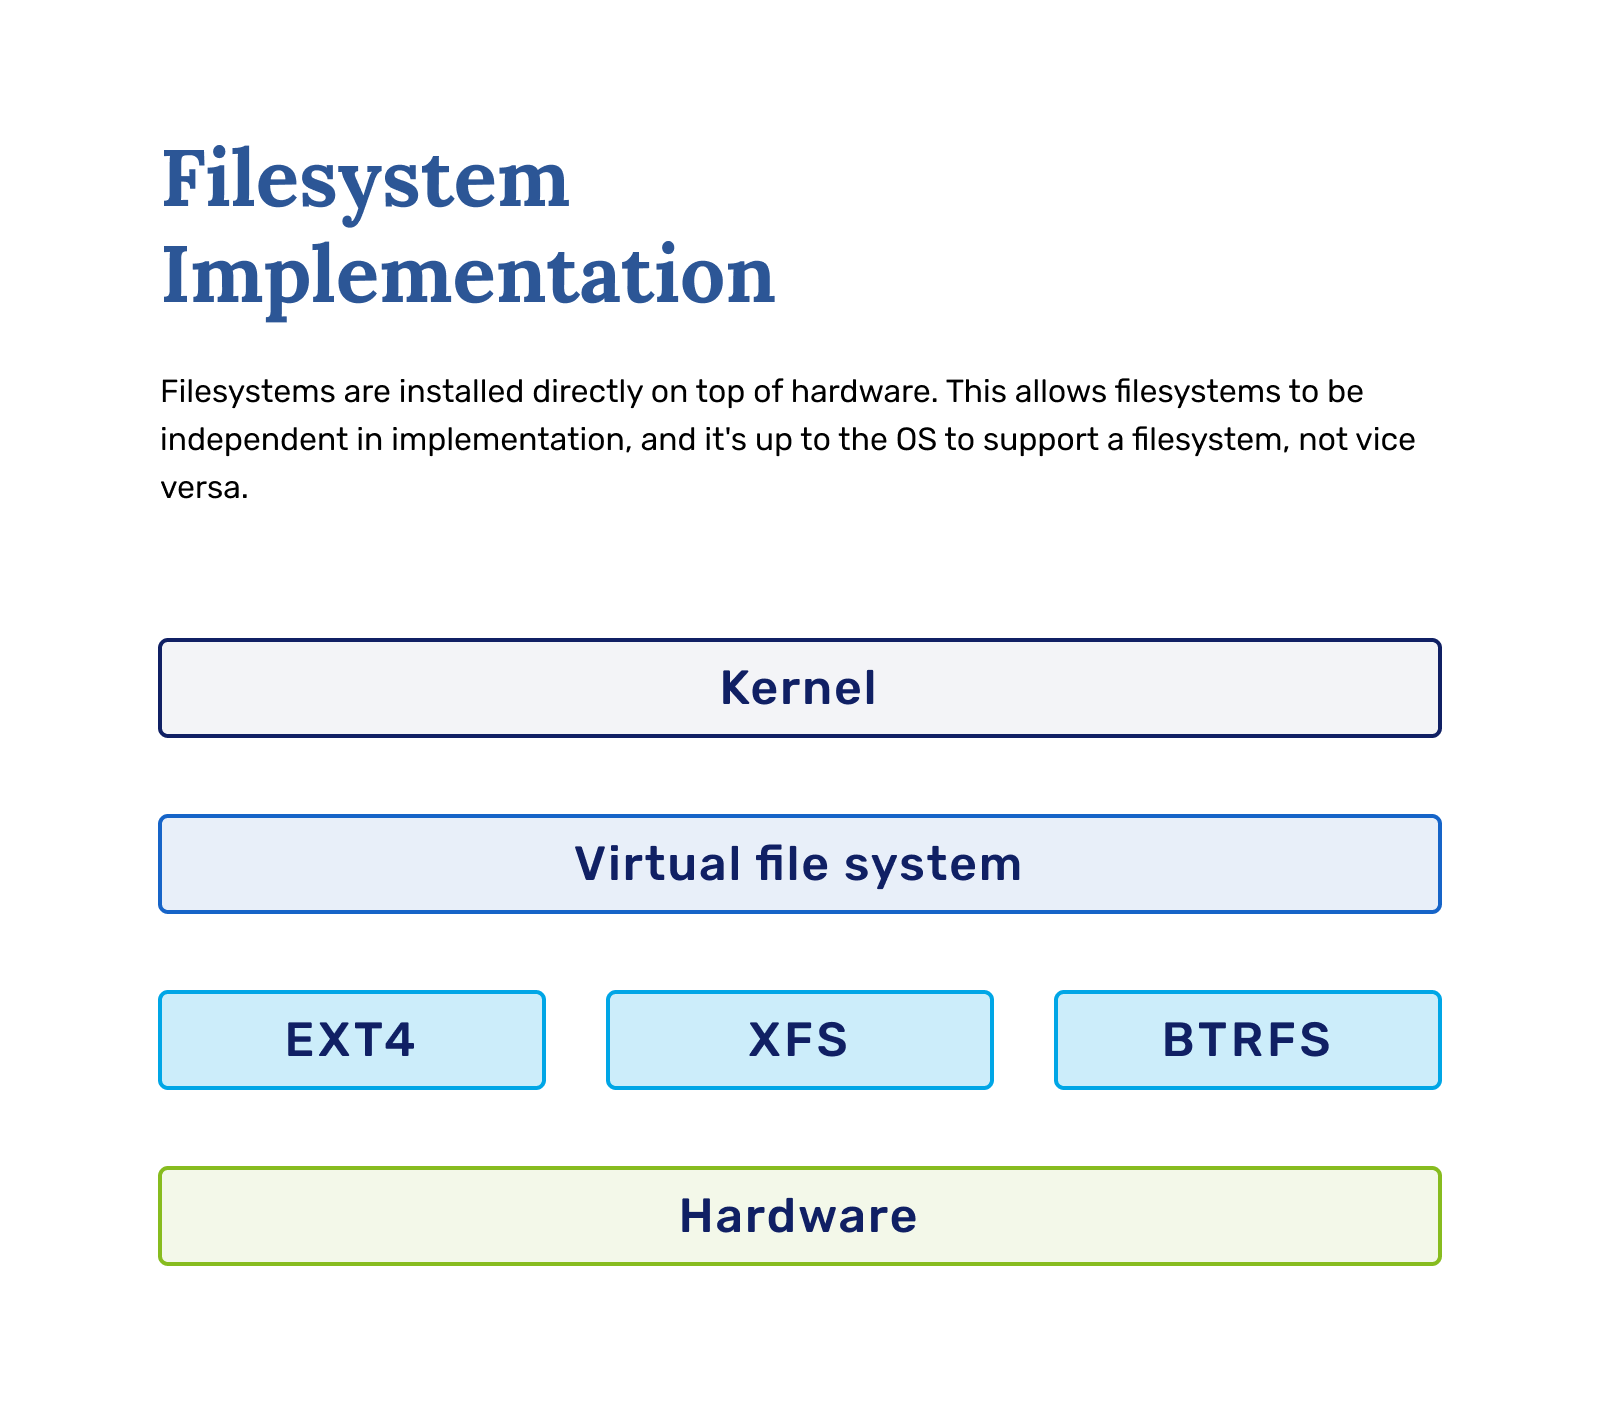 Filesystem
Implementation
Filesystems are installed directly on top of hardware. This allows filesystems to be
independent in implementation, and it's up to the OS to support a filesystem, not vice
versa.
Kernel
Virtual file system
EXT4 XFS BTRFS
Hardware